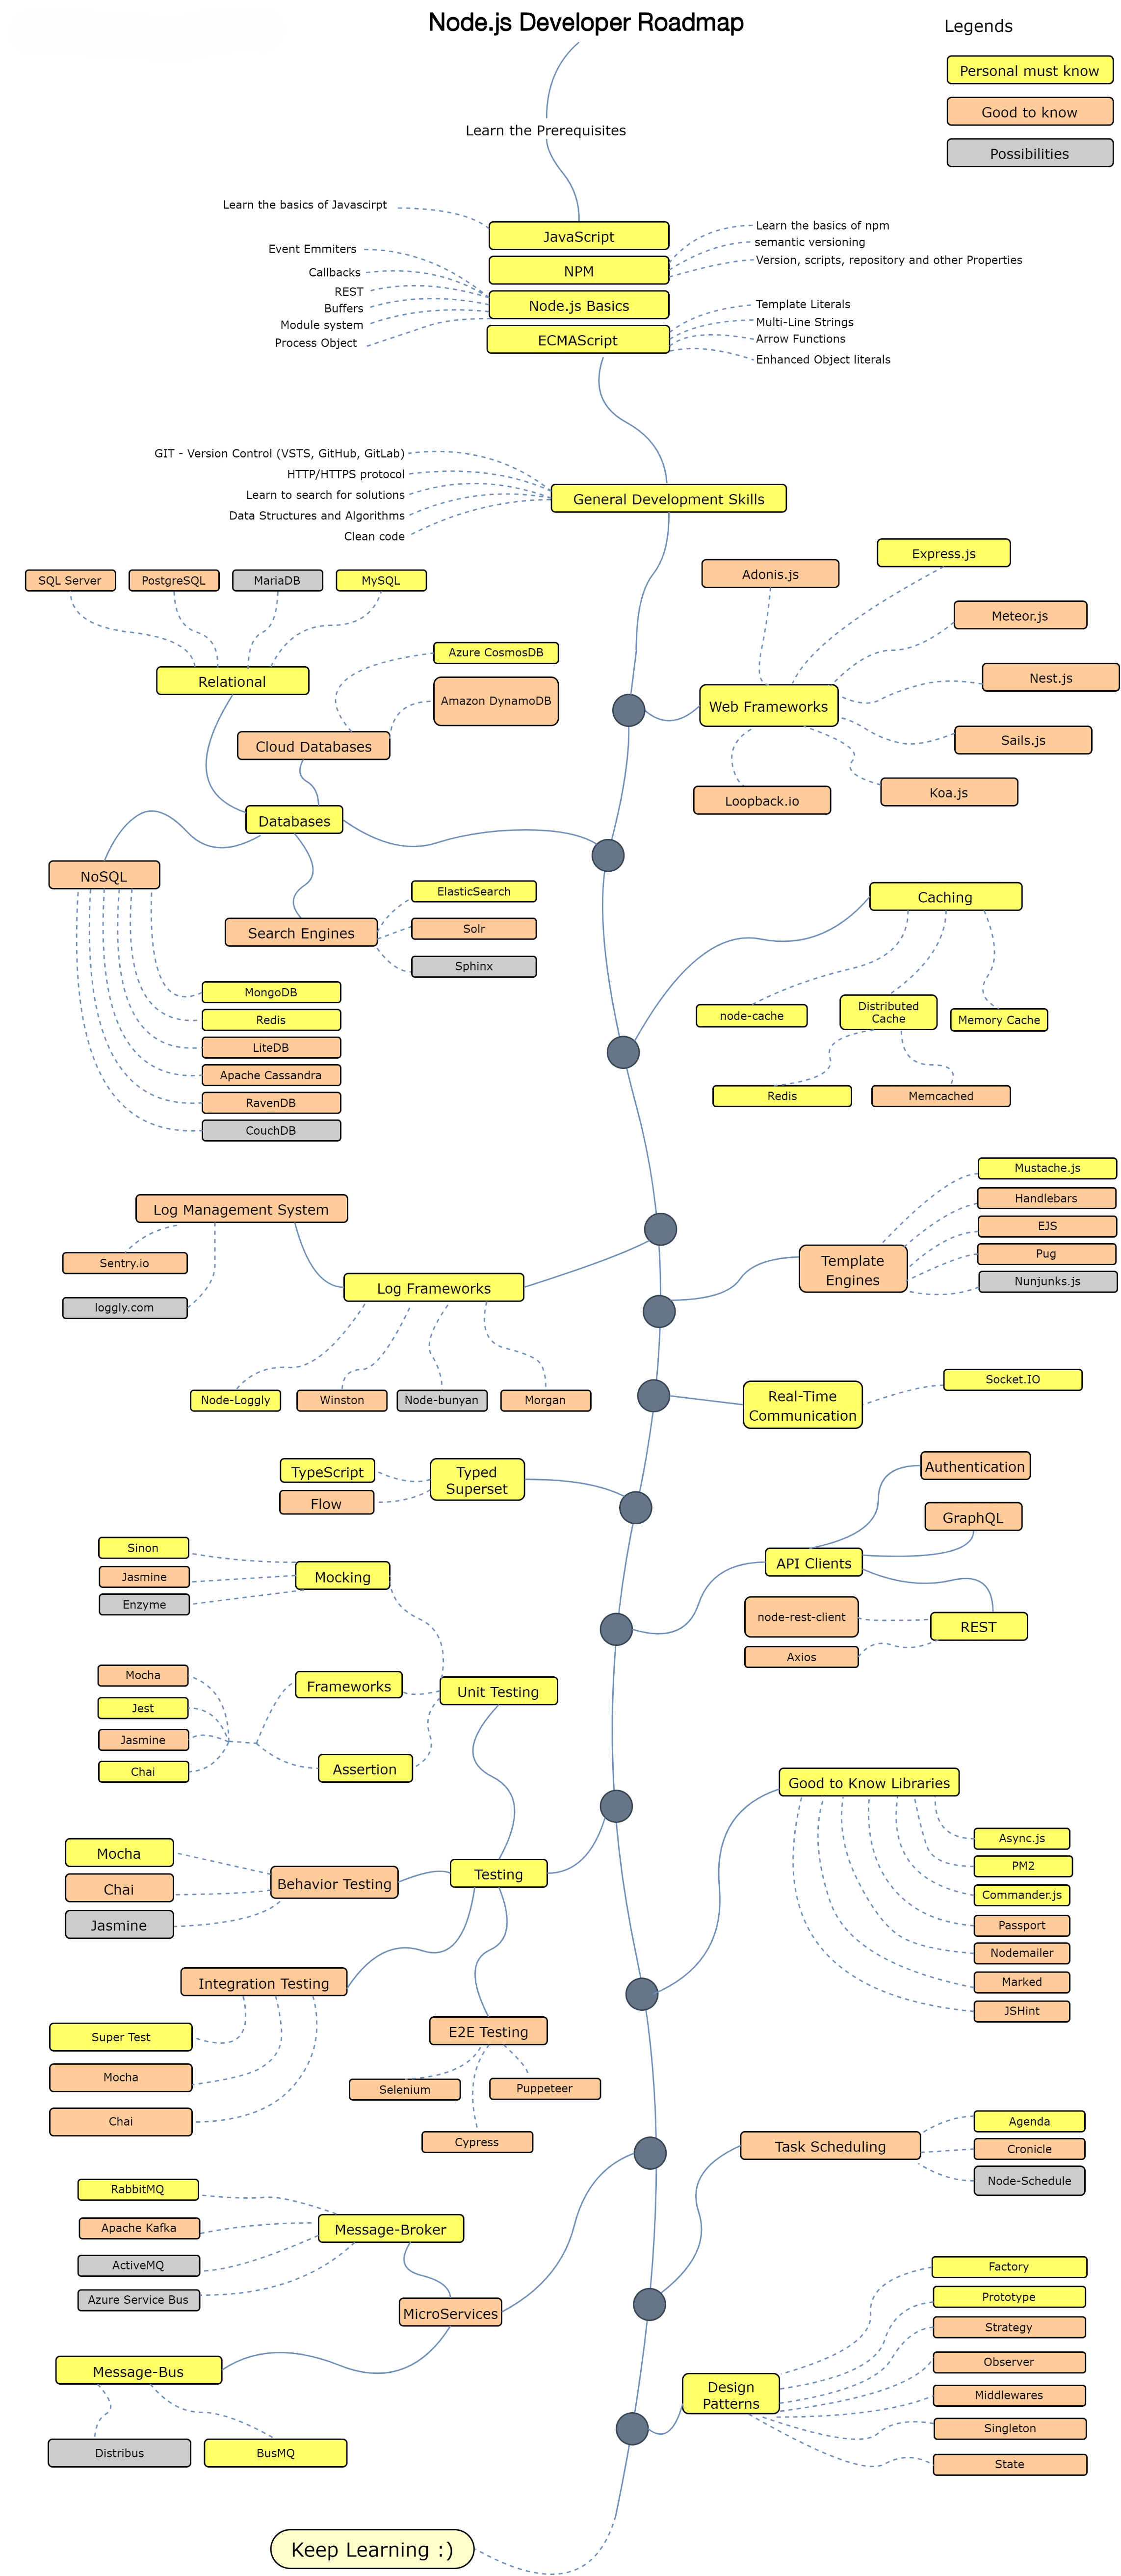 Node.js Developer Roadmap
Legends
Personal must know
Good to know
Possibilities
Learn the Prerequisites
Learn the basics of Javascirpt
JavaScript
Learn the basics of npm
semantic versioning
Version, scripts, repository and other Properties
NPM
Event Emmiters
Callbacks
REST
Buffers
Module system
Process Object
Node.js Basics
ECMAScript
Template Literals
Multi-Line Strings
Arrow Functions
Enhanced Object literals
GIT - Version Control (VSTS, GitHub, GitLab)
HTTP/HTTPS protocol
Learn to search for solutions
Data Structures and Algorithms
Clean code
General Development Skills
Express.js
Adonis.js
Meteor.js
Nest.js
Web Frameworks
Sails.js
Koa.js
Loopback.io
SQL Server
PostgreSQL
MariaDB
MySQL
Relational
Azure CosmosDB
Amazon DynamoDB
Cloud Databases
Databases
NoSQL
Search Engines
ElasticSearch
Solr
Sphinx
MongoDB
Redis
LiteDB
Apache Cassandra
RavenDB
CouchDB
Caching
node-cache
Distributed
Cache
Memory Cache
Redis
Memcached
Log Management System
Sentry.io
loggly.com
Log Frameworks
Node-Loggly
Winston
Node-bunyan
Morgan
Template
Engines
Mustache.js
Handlebars
EJS
Pug
Nunjunks.js
Real-Time
Communication
Socket.IO
TypeScript
Flow
Typed
Superset
Authentication
GraphQL
API Clients
node-rest-client
Axios
REST
Sinon
Jasmine
Enzyme
Mocking
Mocha
Jest
Jasmine
Chai
Frameworks
Assertion
Unit Testing
Good to Know Libraries
Async.js
PM2
Commander.js
Passport
Nodemailer
Marked
JSHint
Mocha
Chai
Jasmine
Behavior Testing
Testing
Integration Testing
Super Test
Mocha
Chai
E2E Testing
Selenium
Puppeteer
Cypress
Task Scheduling
Agenda
Cronicle
Node-Schedule
RabbitMQ
Apache Kafka
ActiveMQ
Azure Service Bus
Message-Broker
MicroServices
Message-Bus
Distribus
BusMQ
Design
Patterns
Factory
Prototype
Strategy
Observer
Middlewares
Singleton
State
Keep Learning :)